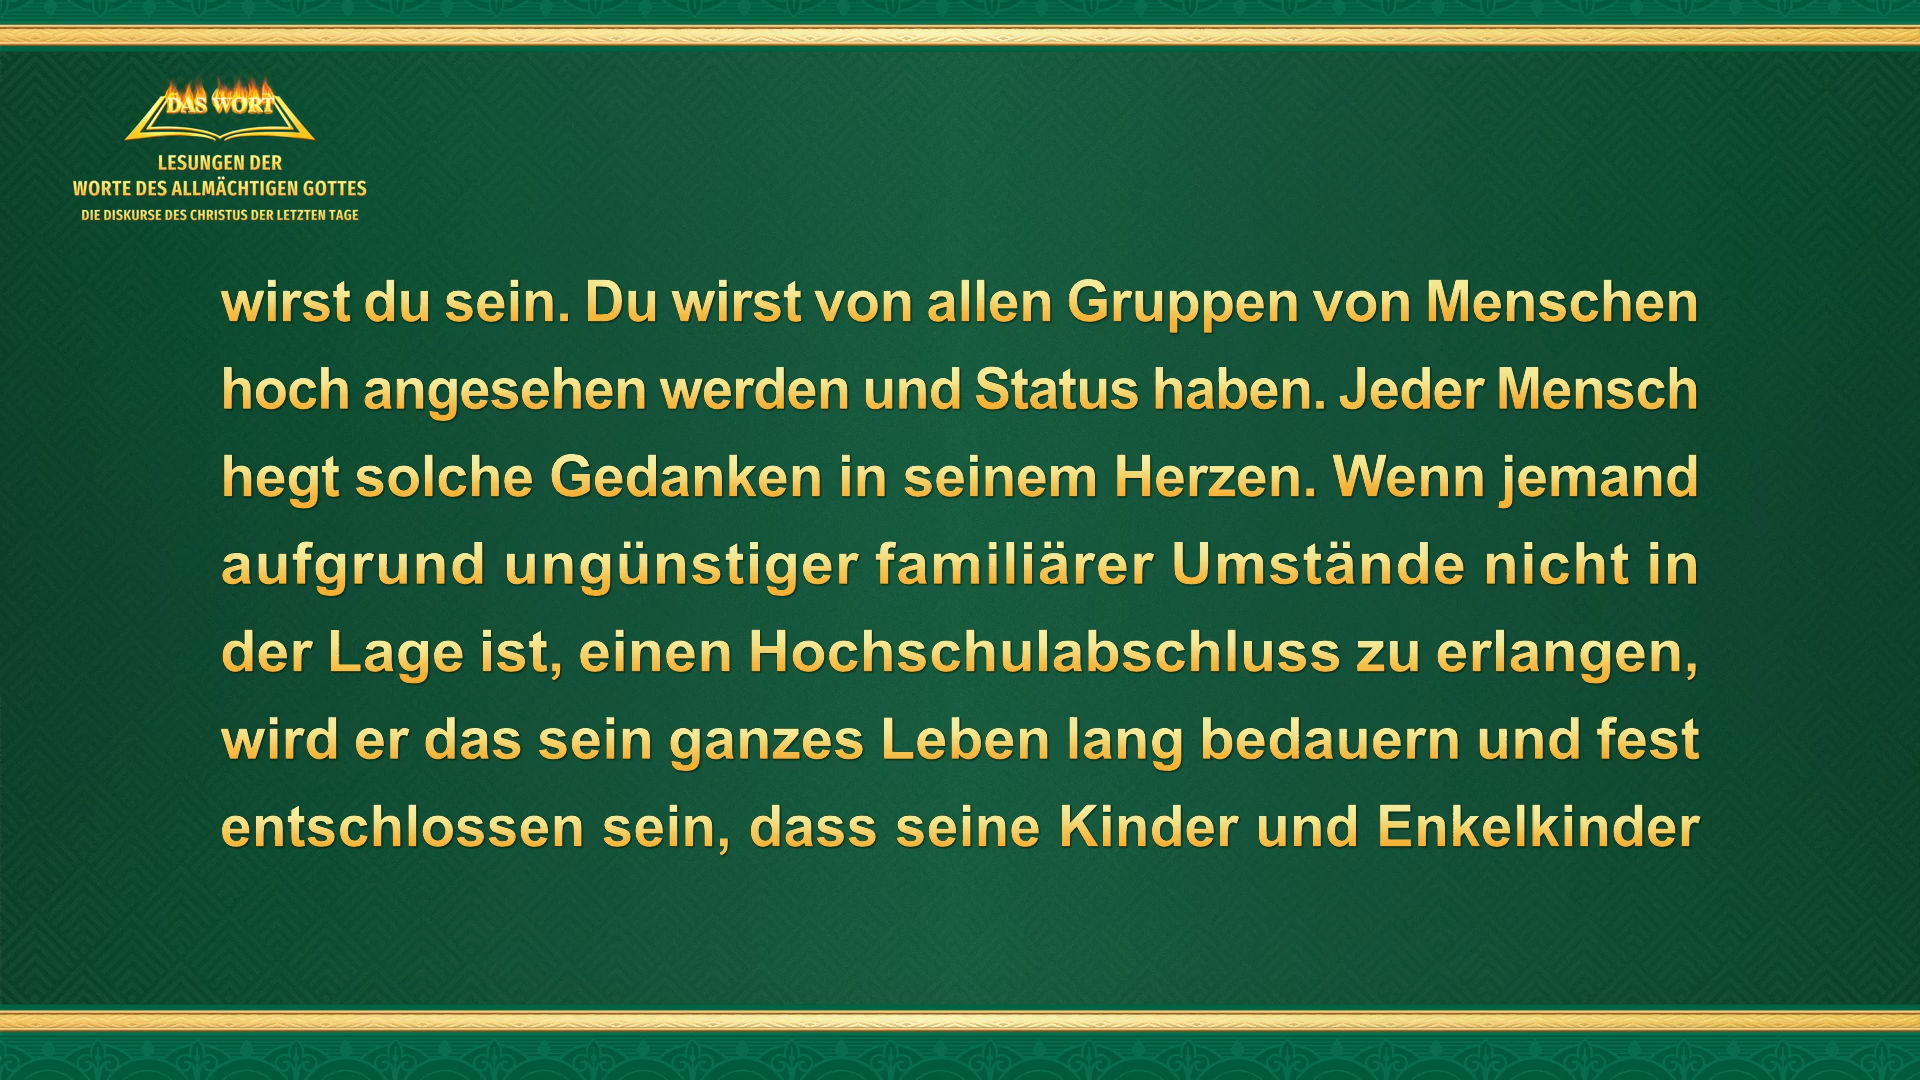 DAS WORT
LESUNGEN DER
WORTE DES ALLMÄCHTIGEN GOTTES
DIE DISKURSE DES CHRISTUS DER LETZTEN TAGE
wirst du sein. Du wirst von allen Gruppen von Menschen
hoch angesehen werden und Status haben. Jeder Mensch
hegt solche Gedanken in seinem Herzen. Wenn jemand
aufgrund ungünstiger familiärer Umstände nicht in
der Lage ist, einen Hochschulabschluss zu erlangen,
wird er das sein ganzes Leben lang bedauern und fest
entschlossen sein, dass seine Kinder und Enkelkinder